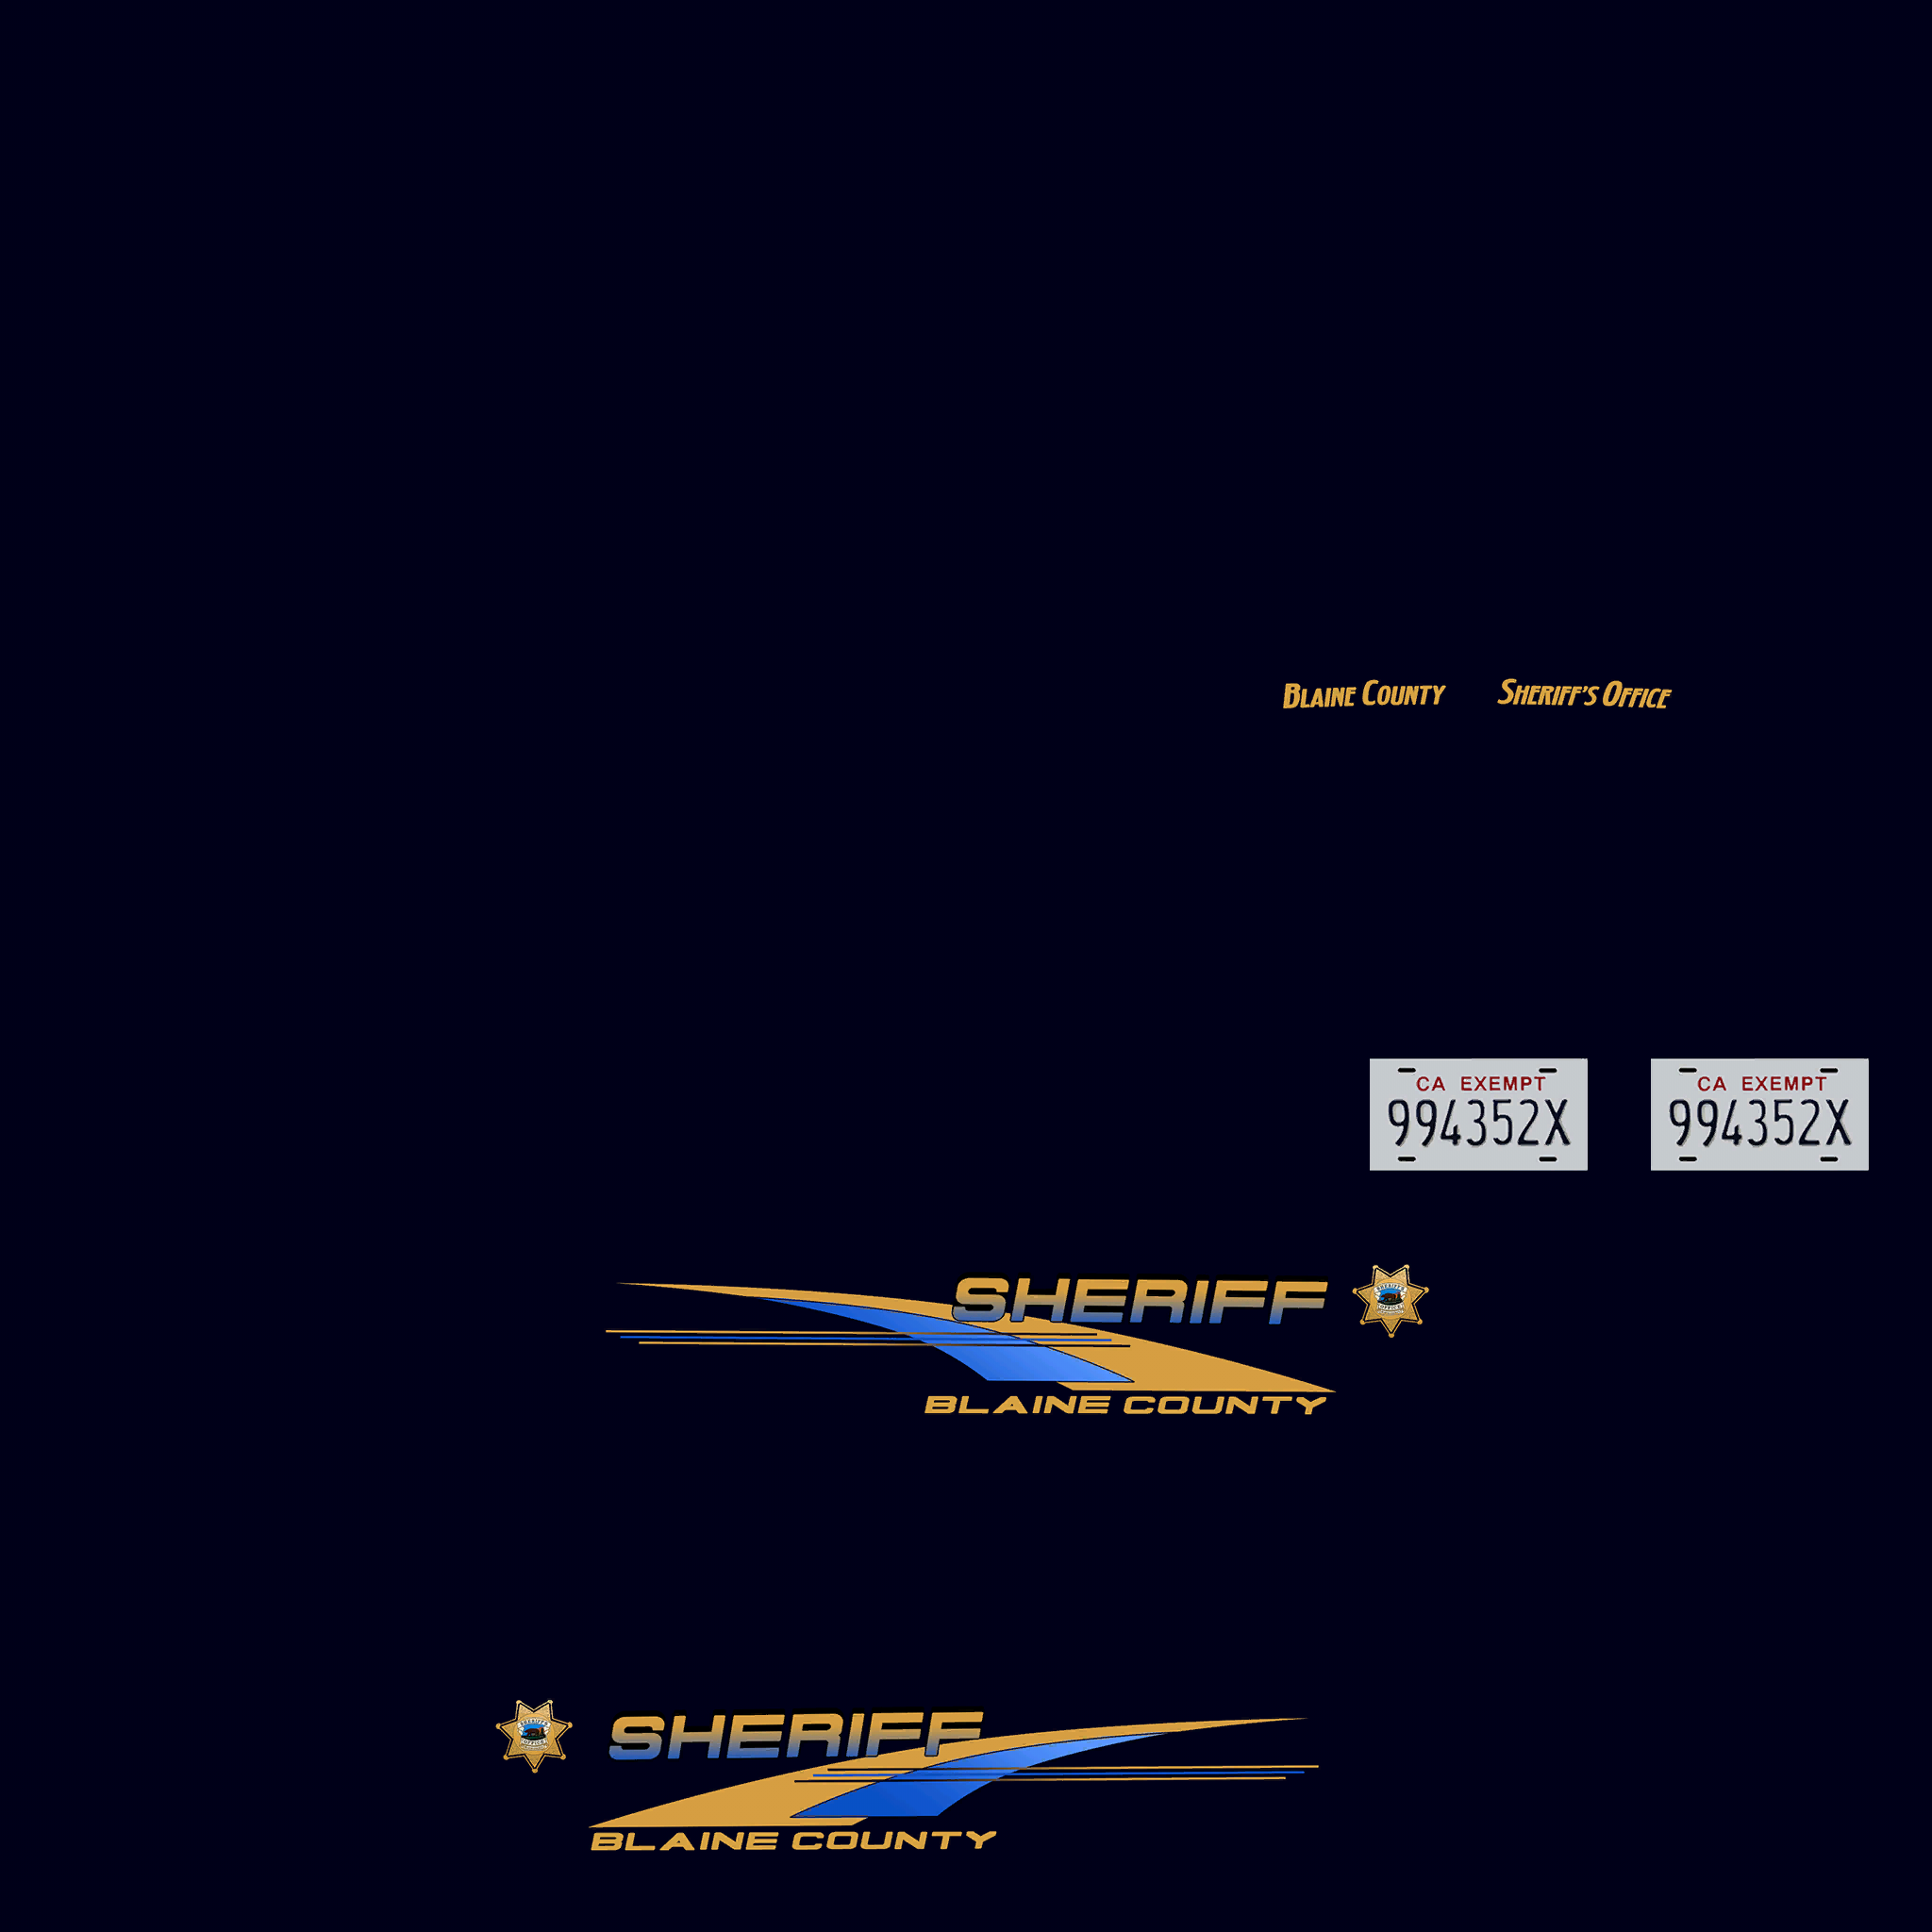 BLAINE COUNTY SHERIFF'S OFFICE
CA EXEMPT
994352X
CA EXEMPT
994352X
SHERIFF
BLAINE COUNTY
SHERIFF
BLAINE COUNTY